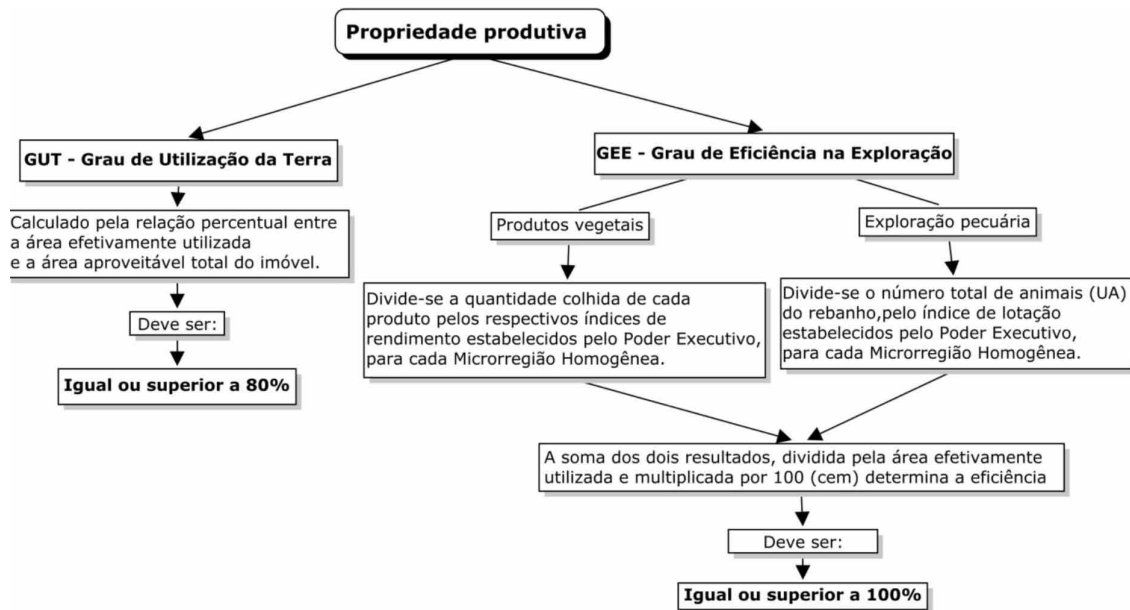 Propriedade produtiva
GUT - Grau de Utilização da Terra
Calculado pela relação percentual entre
a área efetivamente utilizada
e a área aproveitável total do imóvel.
Deve ser:
Igual ou superior a 80%
GEE - Grau de Eficiência na Exploração
Produtos vegetais
Divide-se a quantidade colhida de cada
produto pelos respectivos índices de
rendimento estabelecidos pelo Poder Executivo,
para cada Microrregião Homogênea.
Exploração pecuária
Divide-se o número total de animais (UA)
do rebanho,pelo índice de lotação
estabelecidos pelo Poder Executivo,
para cada Microrregião Homogênea.
A soma dos dois resultados, dividida pela área efetivamente
utilizada e multiplicada por 100 (cem) determina a eficiência
Deve ser:
Igual ou superior a 100%